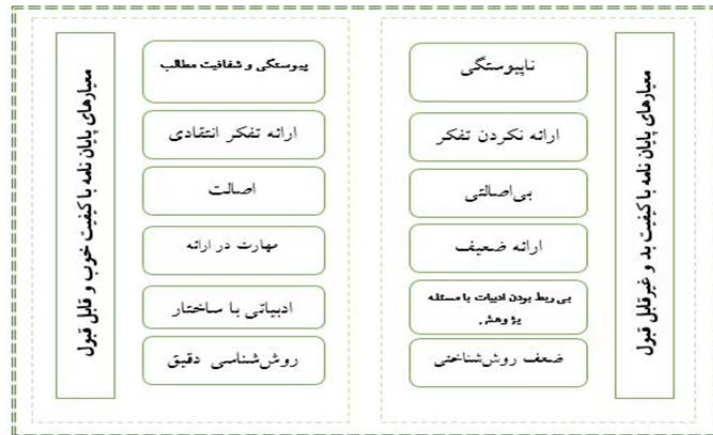 معیارهای پایان نامه با کیفیت بد و غیرقابل قبول
ناپیوستگی
ارائه نکردن تفکر
بی‌اصالتی
ارائه ضعیف
بی ربط بودن ادبیات با مسئله
پژوهش.
ضعف روش‌شناختی
معیارهای پایان نامه با کیفیت خوب و قابل قبول
پیوستگی و شفافیت مطالب
ارائه تفکر انتقادی
اصالت
مهارت در ارائه
ادبیاتی با ساختار
روش‌شناسی دقیق